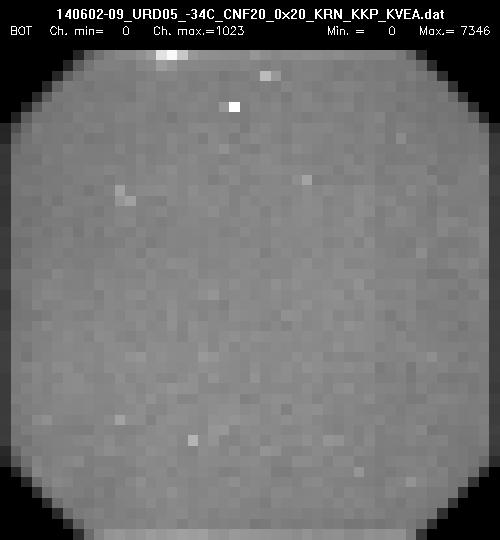 140602-09_URD05_-34C_CNF20_0x20_KRN_KKP_KVEA.dat
BOT Ch. min= 0 Ch. max.=1023 Min. = 0 Max.= 7346